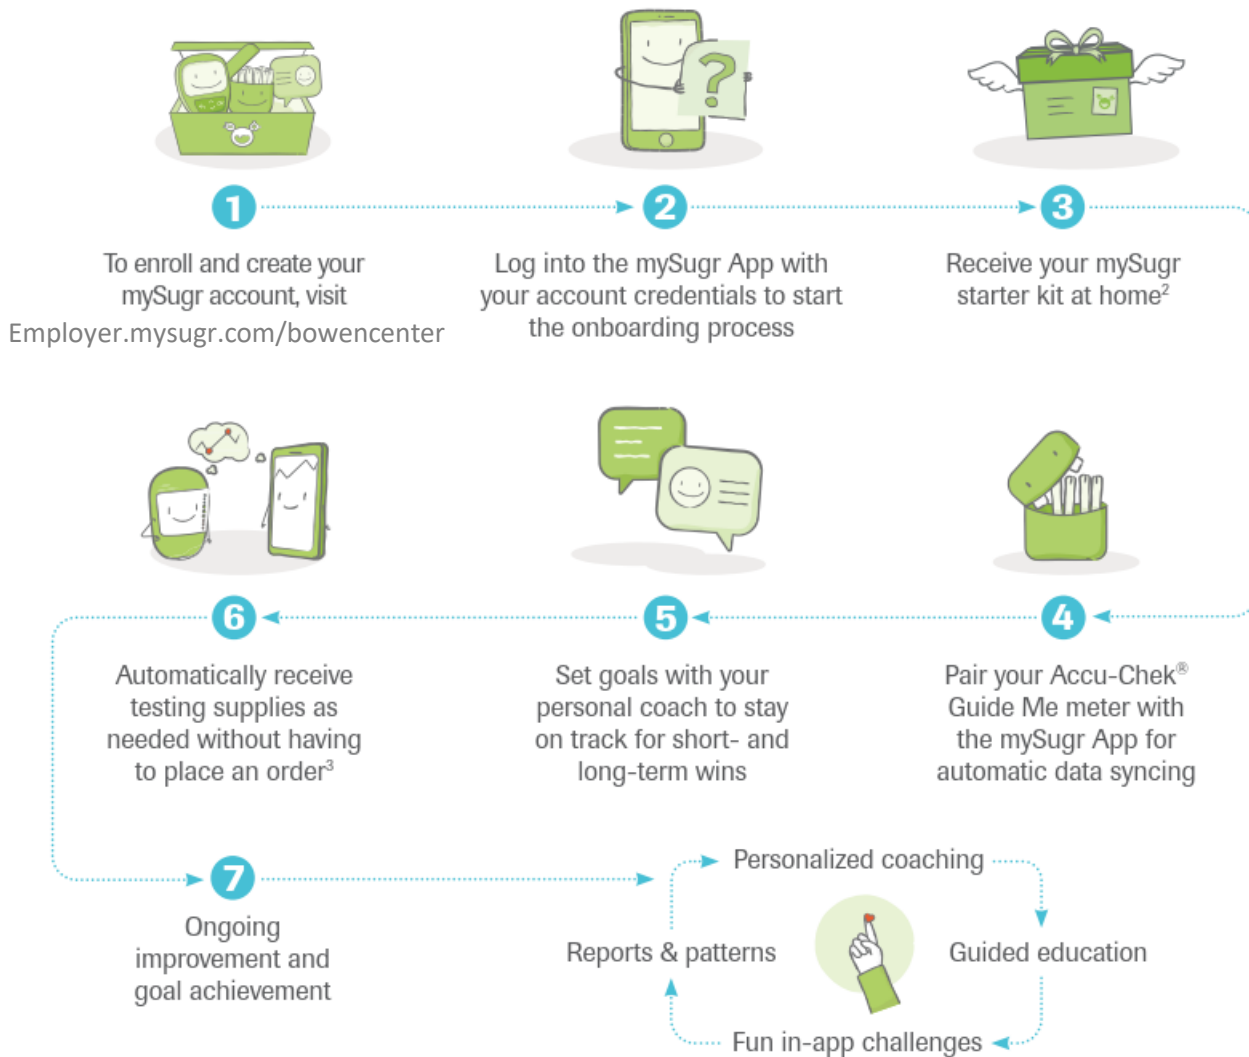 1
To enroll and create your
mySugr account, visit
Employer.mysugr.com/bowencenter
2
Log into the mySugr App with
your account credentials to start
the onboarding process
3
Receive your mySugr
starter kit at home²
4
Pair your Accu-Chek®
Guide Me meter with
the mySugr App for
automatic data syncing
5
Set goals with your
personal coach to stay
on track for short- and
long-term wins
6
Automatically receive
testing supplies as
needed without having
to place an order³
7
Ongoing
improvement and
goal achievement
Personalized coaching
Guided education
Fun in-app challenges
Reports & patterns
?